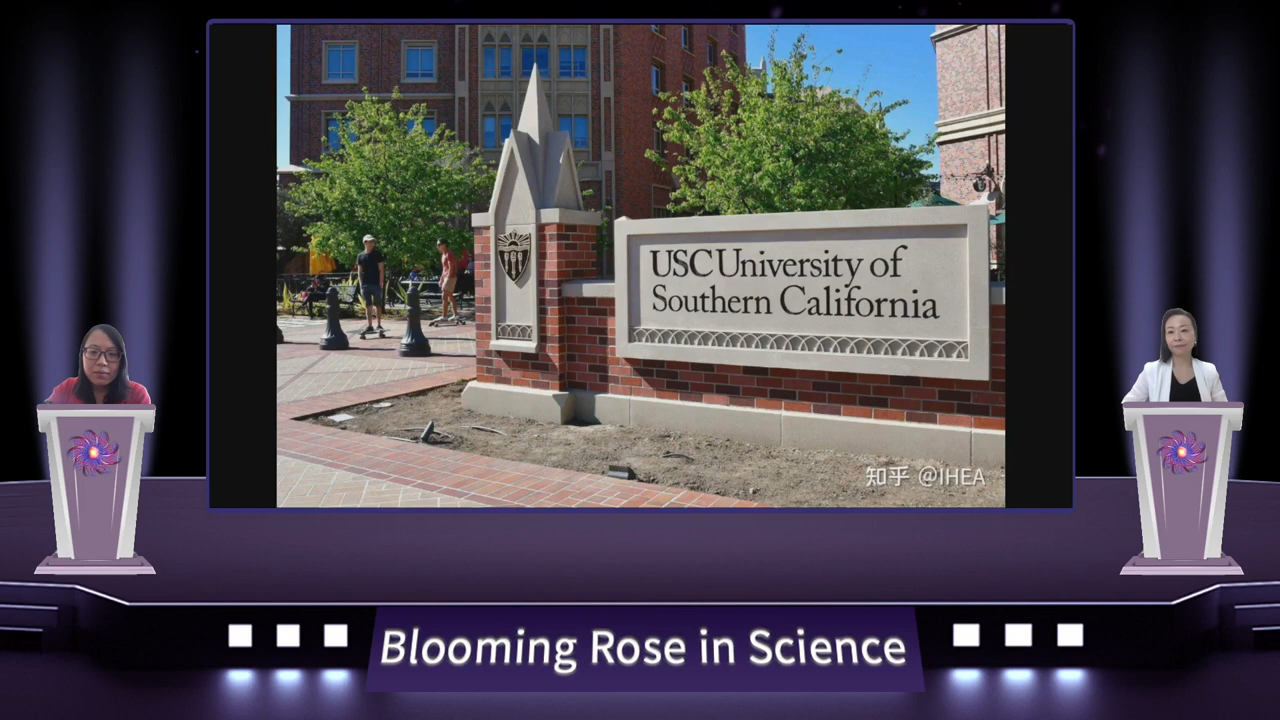 USC University of
Southern California
知乎 @IHEA
Blooming Rose in Science